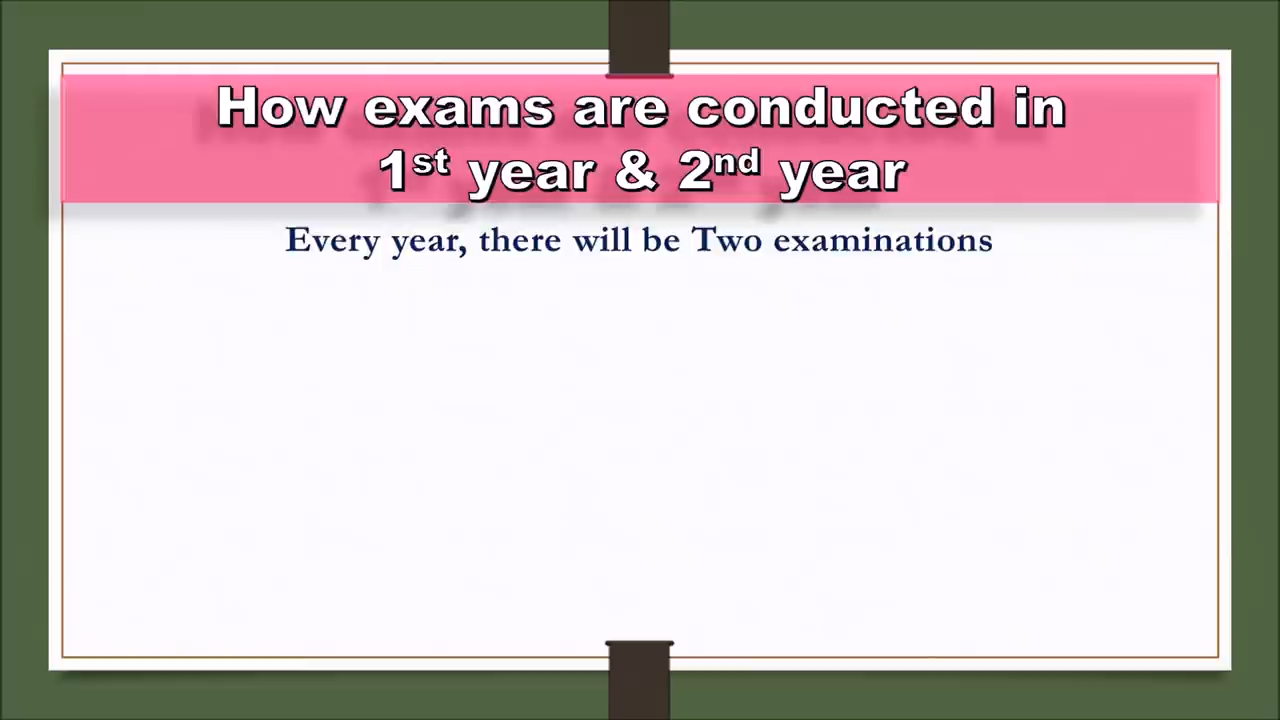 How exams are conducted in
1st year & 2nd year
Every year, there will be Two examinations